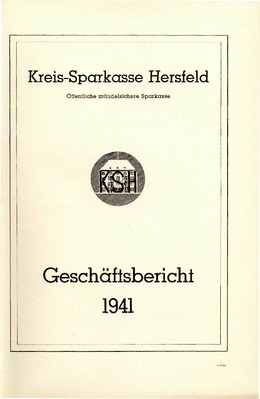 Kreis-Sparkasse Hersfeld
Öffentliche mündelsichere Sparkasse
KSH
Geschäftsbericht
1941